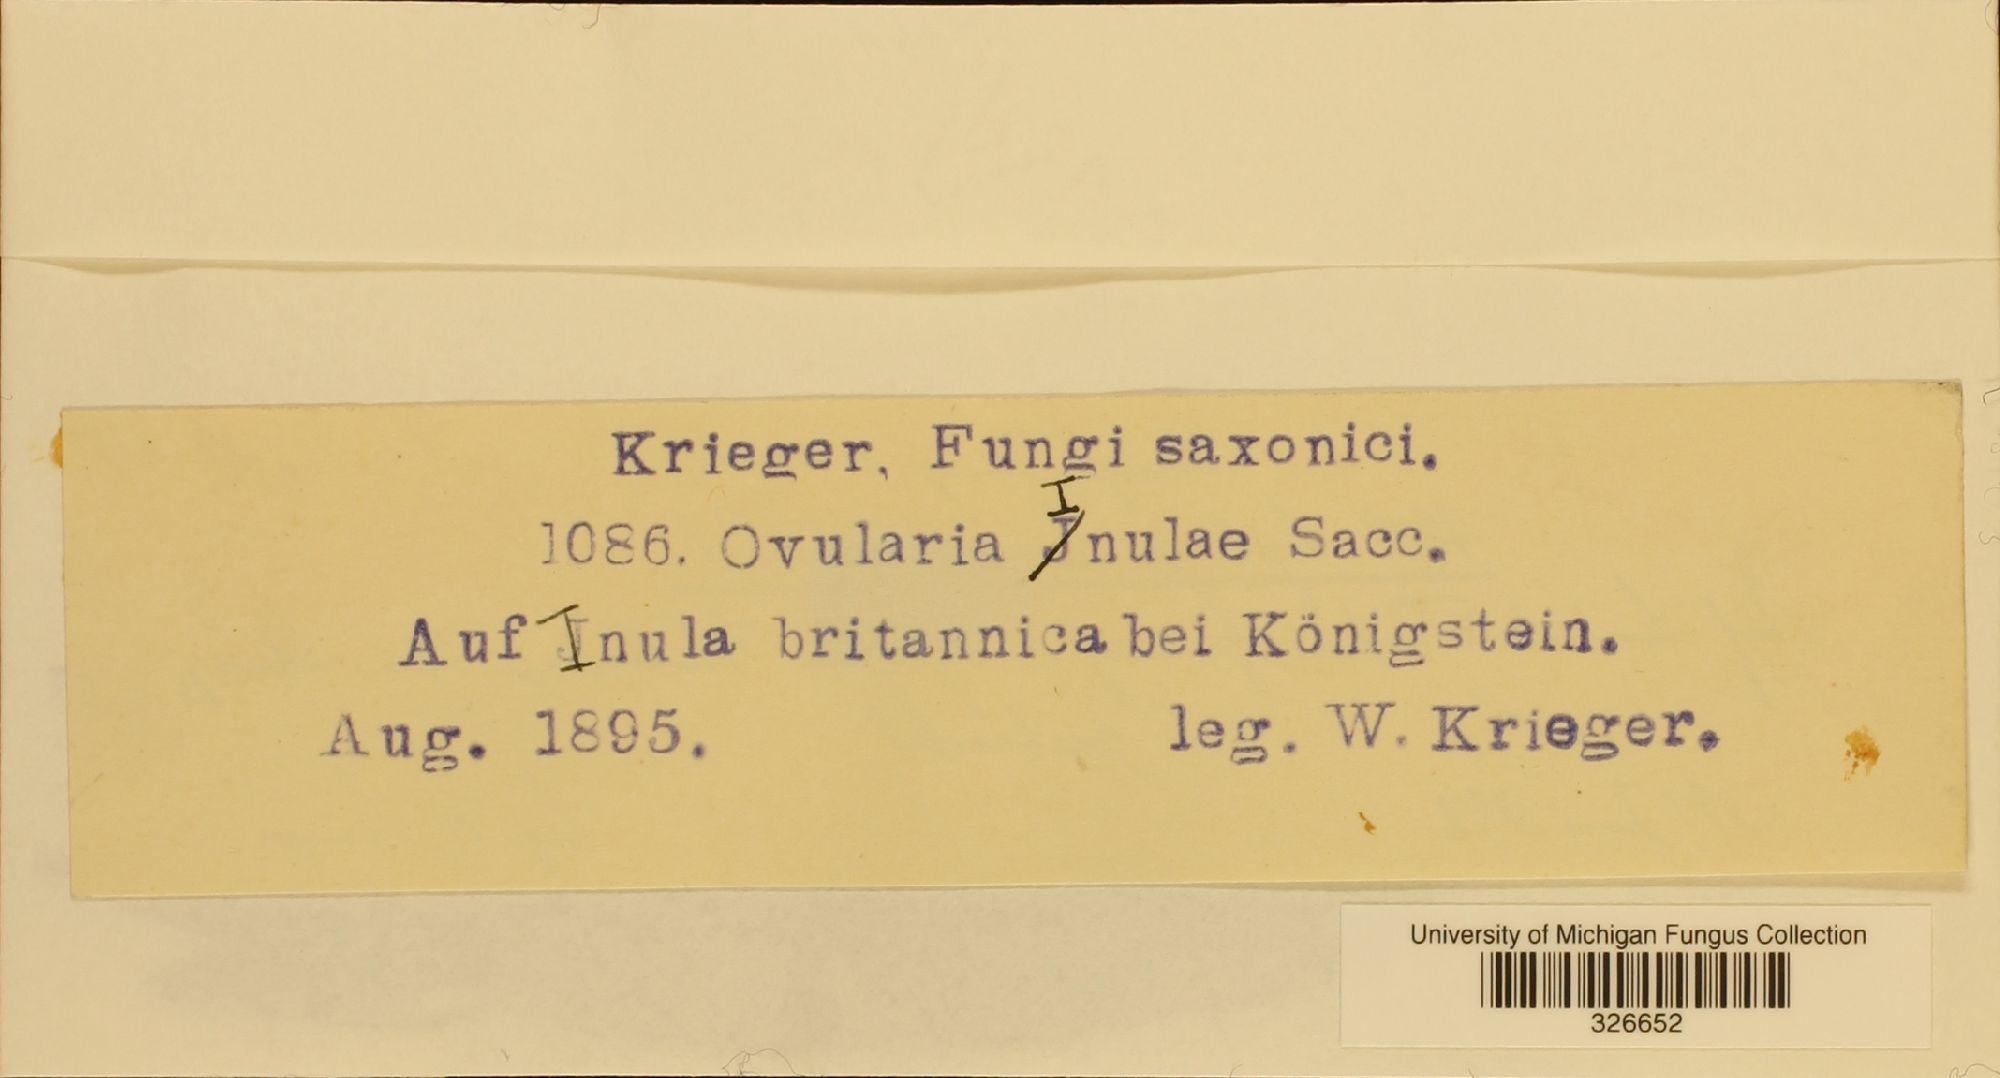 Krieger, Fungi saxonici.
1086. Ovularia Inulae Sacc.
Auf Inula britannica bei Königstein.
Aug. 1895. leg. W. Krieger.
University of Michigan Fungus Collection
326652